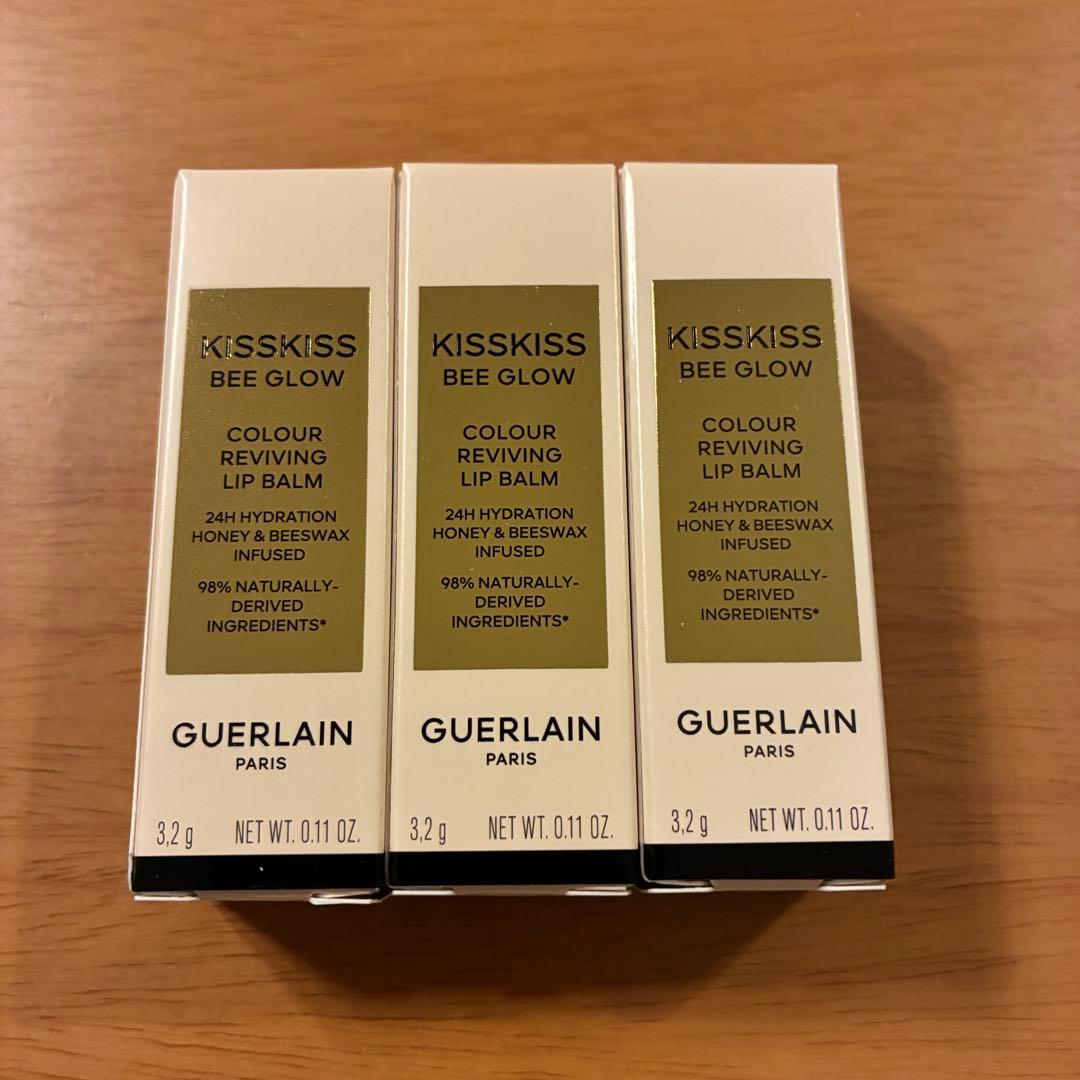 KISSKISS
BEE GLOW
COLOUR
REVIVING
LIP BALM
24H HYDRATION
HONEY & BEESWAX
INFUSED
98% NATURALLY-
DERIVED
INGREDIENTS*
GUERLAIN
PARIS
3,2 g NET WT. 0.11 OZ.
KISSKISS
BEE GLOW
COLOUR
REVIVING
LIP BALM
24H HYDRATION
HONEY & BEESWAX
INFUSED
98% NATURALLY-
DERIVED
INGREDIENTS*
GUERLAIN
PARIS
3,2 g NET WT. 0.11 OZ.
KISSKISS
BEE GLOW
COLOUR
REVIVING
LIP BALM
24H HYDRATION
HONEY & BEESWAX
INFUSED
98% NATURALLY-
DERIVED
INGREDIENTS*
GUERLAIN
PARIS
3,2 g NET WT. 0.11 OZ.